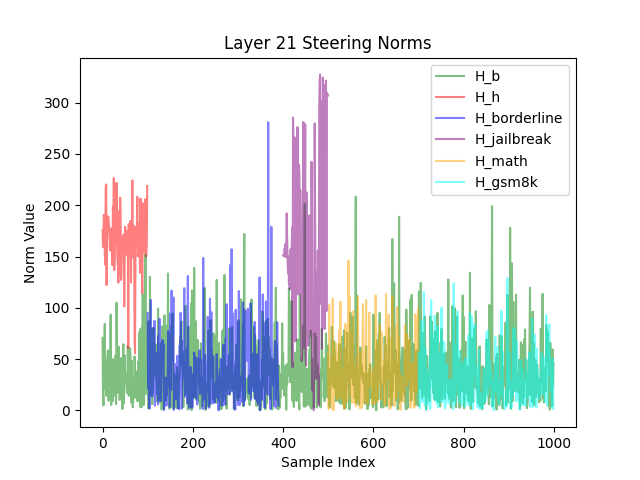 Layer 21 Steering Norms
H_b
H_h
H_borderline
H_jailbreak
H_math
H_gsm8k
300
250
200
150
100
50
0
Norm Value
0 200 400 600 800 1000
Sample Index